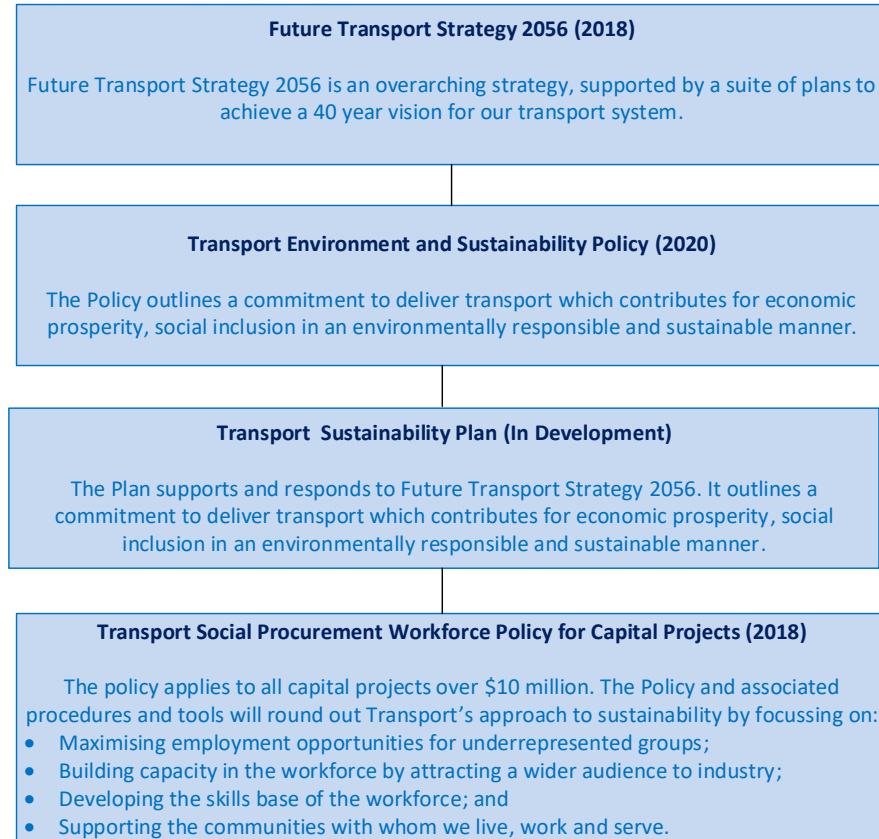 Future Transport Strategy 2056 (2018)
Future Transport Strategy 2056 is an overarching strategy, supported by a suite of plans to
achieve a 40 year vision for our transport system.
Transport Environment and Sustainability Policy (2020)
The Policy outlines a commitment to deliver transport which contributes for economic
prosperity, social inclusion in an environmentally responsible and sustainable manner.
Transport Sustainability Plan (In Development)
The Plan supports and responds to Future Transport Strategy 2056. It outlines a
commitment to deliver transport which contributes for economic prosperity, social
inclusion in an environmentally responsible and sustainable manner.
Transport Social Procurement Workforce Policy for Capital Projects (2018)
The policy applies to all capital projects over $10 million. The Policy and associated
procedures and tools will round out Transport’s approach to sustainability by focussing on:
• Maximising employment opportunities for underrepresented groups;
• Building capacity in the workforce by attracting a wider audience to industry;
• Developing the skills base of the workforce; and
• Supporting the communities with whom we live, work and serve.